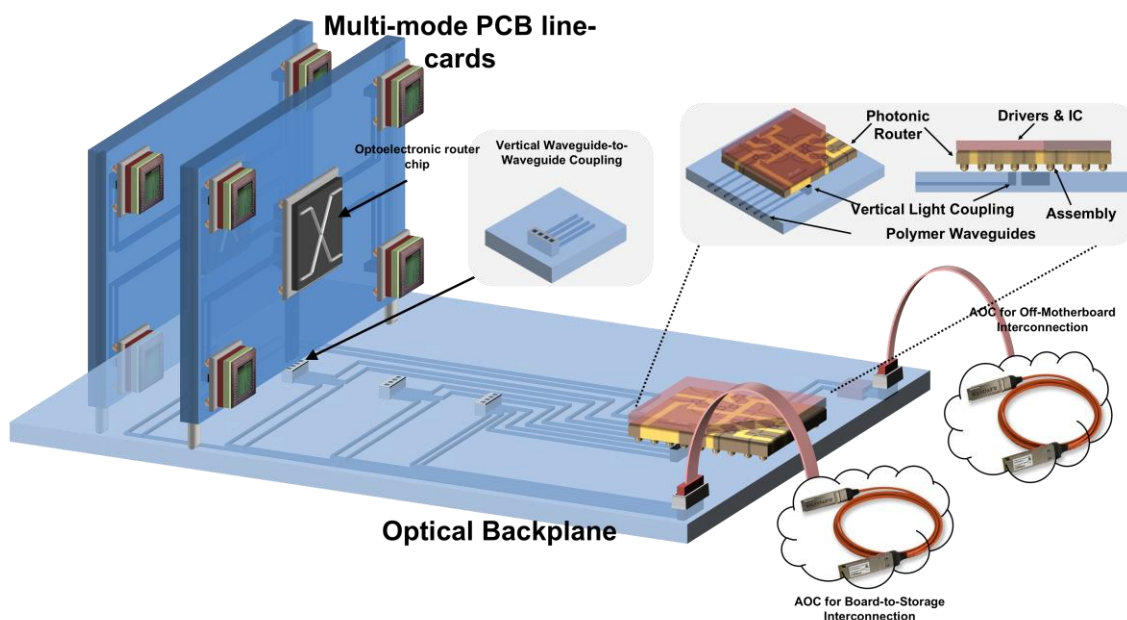 Multi-mode PCB line-
cards
Optoelectronic router
chip
Vertical Waveguide-to-
Waveguide Coupling
Photonic
Router
Drivers & IC
Vertical Light Coupling
Assembly
Polymer Waveguides
AOC for Off-Motherboard
Interconnection
Optical Backplane
AOC for Board-to-Storage
Interconnection